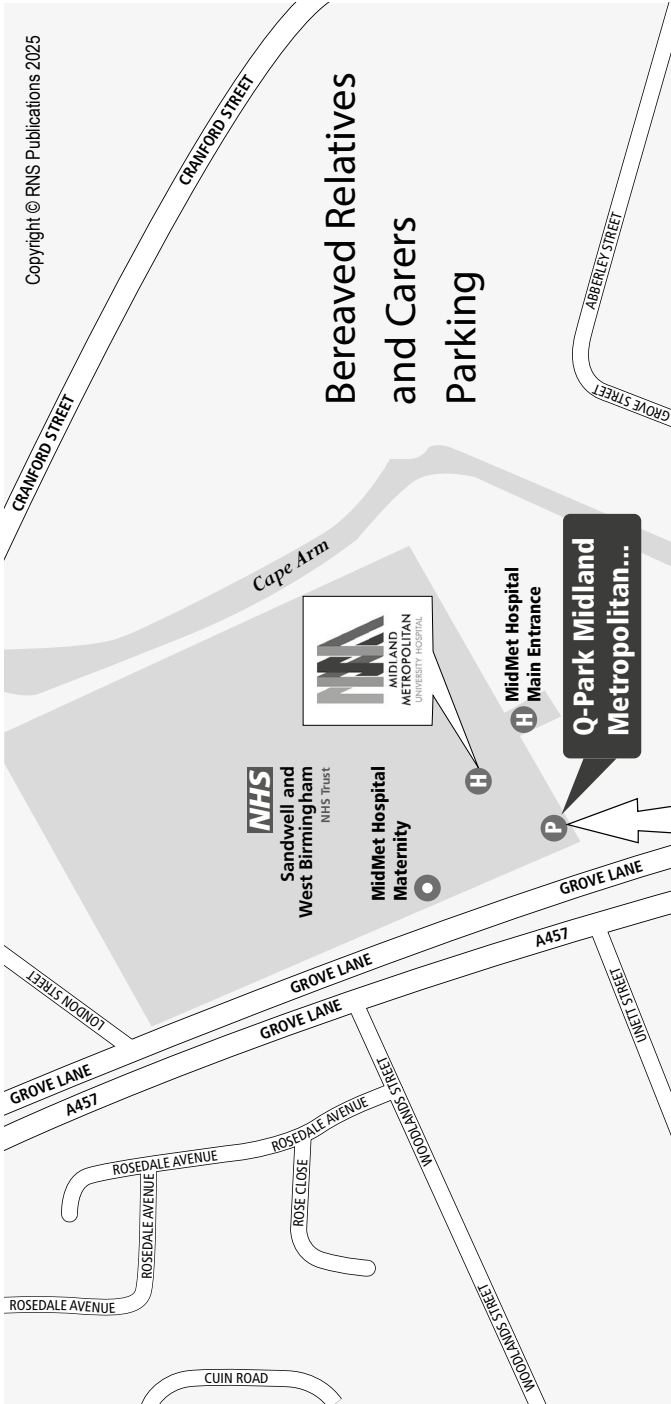 Copyright © RNS Publications 2025
Bereaved Relatives
and Carers
Parking
CRANFORD STREET
CRANFORD STREET
ABBERLEY STREET
GROVE STREET
Cape Arm
MIDLAND
METROPOLITAN
UNIVERSITY HOSPITAL
H
H
MidMet Hospital
Main Entrance
Q-Park Midland
Metropolitan...
P
NHS
Sandwell and
West Birmingham
NHS Trust
MidMet Hospital
Maternity
GROVE LANE
GROVE LANE
GROVE LANE
GROVE LANE
A457
A457
LONDON STREET
UNETT STREET
WOODLANDS STREET
WOODLANDS STREET
ROSEDALE AVENUE
ROSEDALE AVENUE
ROSEDALE AVENUE
ROSEDALE AVENUE
ROSE CLOSE
CUIN ROAD